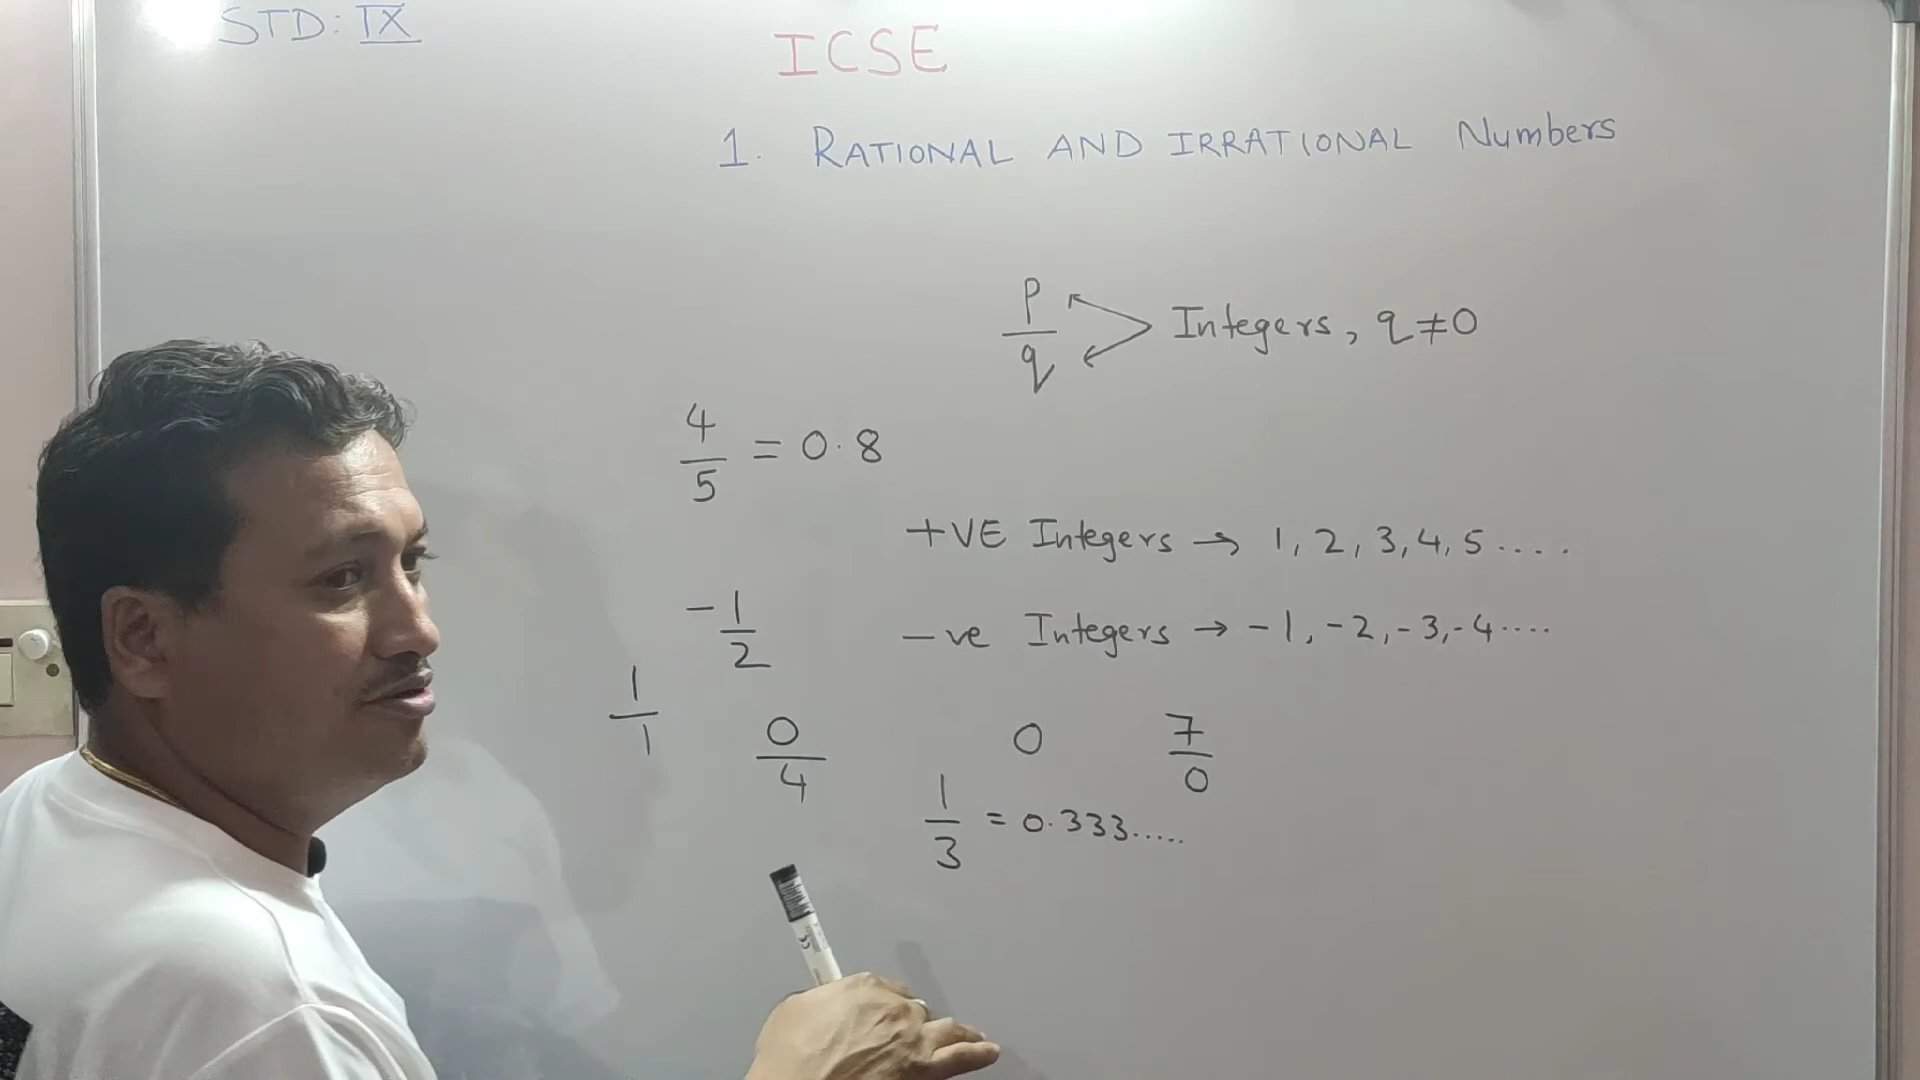 STD: IX
ICSE
1. RATIONAL AND IRRATIONAL Numbers
p/q Integers, q≠0
4/5 = 0.8
+VE Integers → 1, 2, 3, 4, 5 ....
-1/2
-ve Integers → -1, -2, -3, -4 ....
1/1
0/4
0
7/0
1/3 = 0.333.....